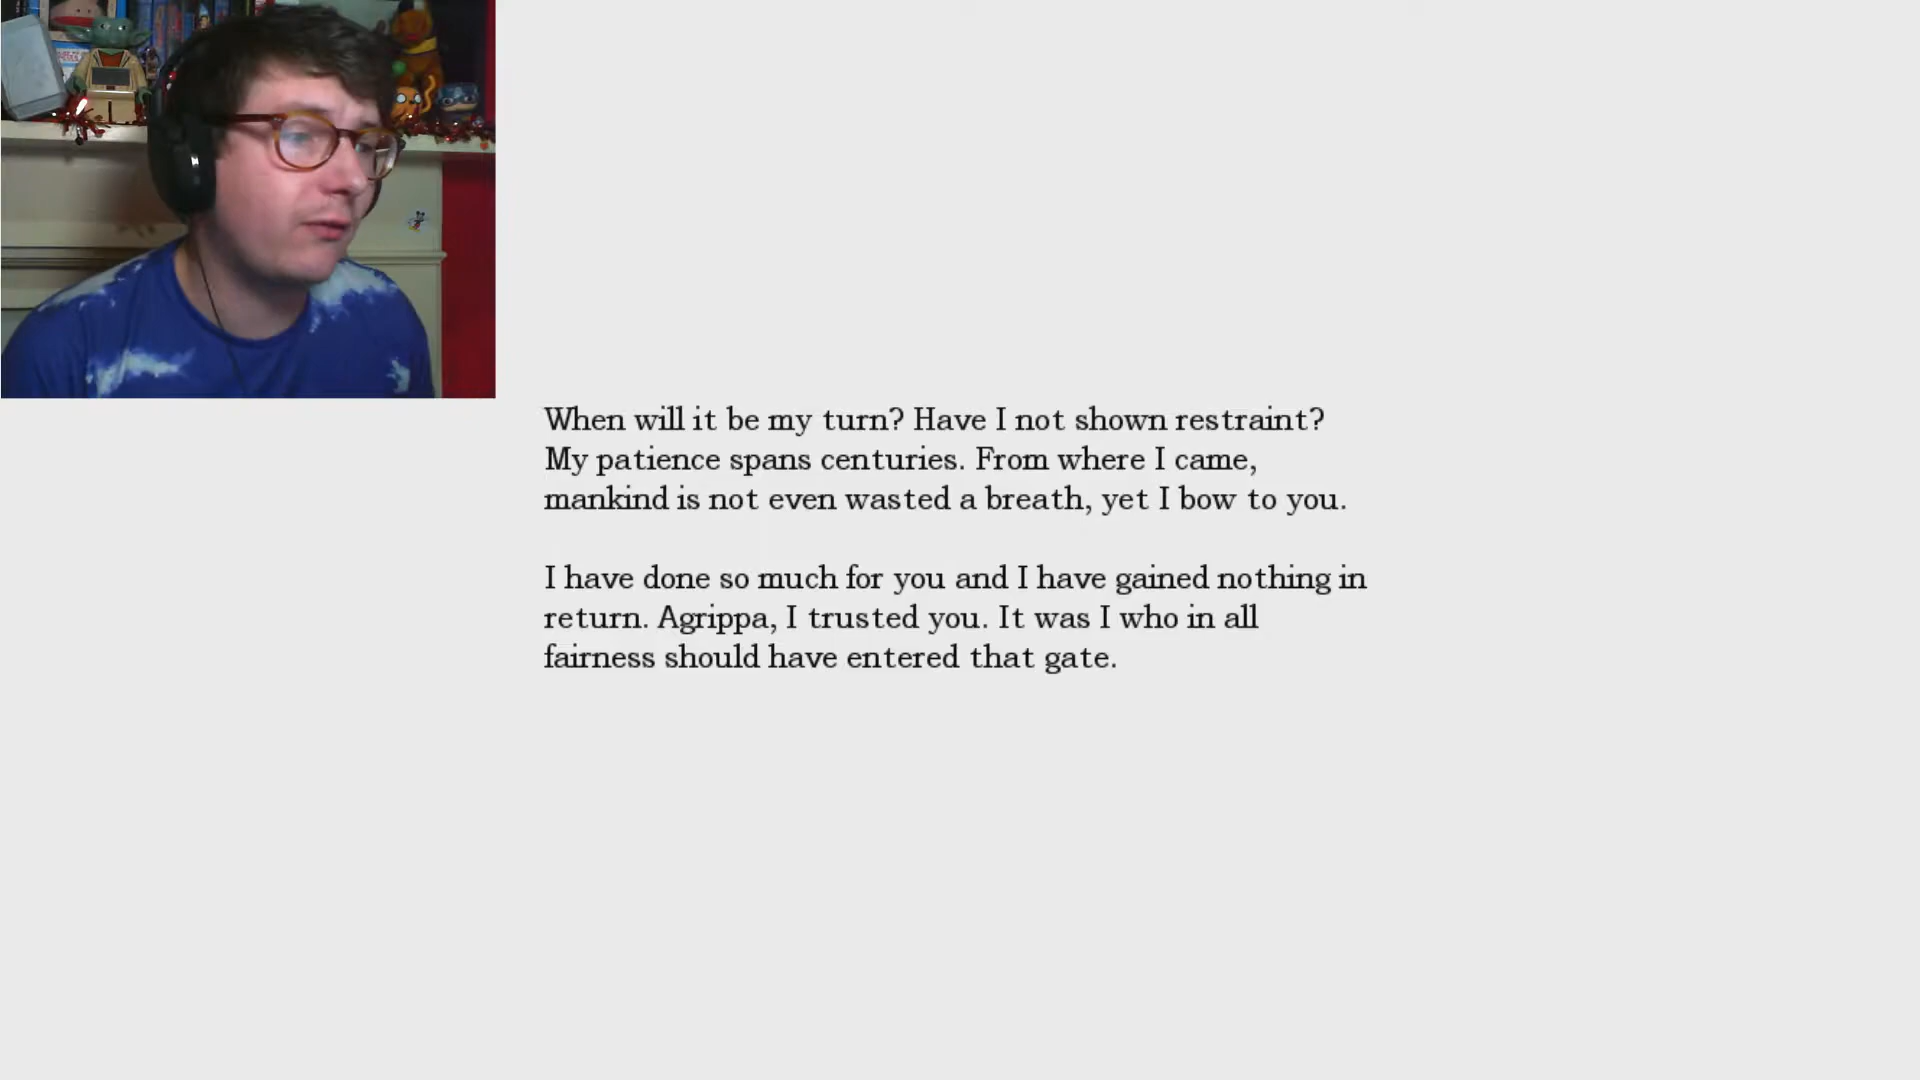 When will it be my turn? Have I not shown restraint?
My patience spans centuries. From where I came,
mankind is not even wasted a breath, yet I bow to you.
I have done so much for you and I have gained nothing in
return. Agrippa, I trusted you. It was I who in all
fairness should have entered that gate.